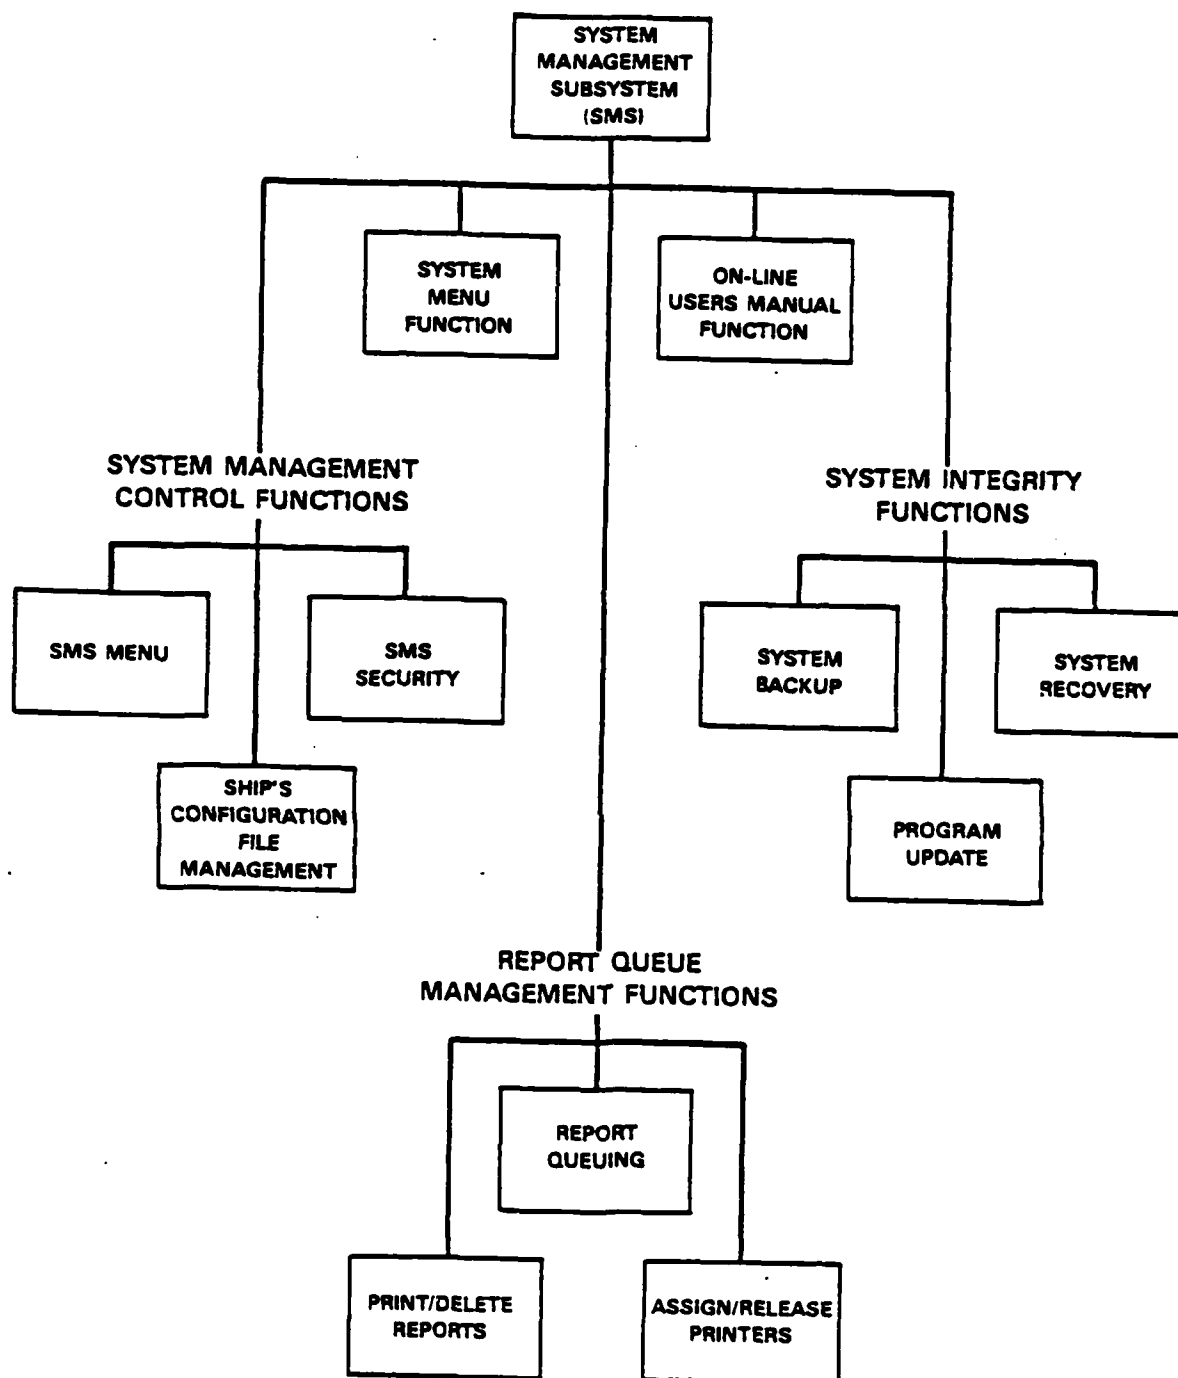 SYSTEM
MANAGEMENT
SUBSYSTEM
(SMS)
SYSTEM
MENU
FUNCTION
ON-LINE
USERS MANUAL
FUNCTION
SYSTEM MANAGEMENT
CONTROL FUNCTIONS
SYSTEM INTEGRITY
FUNCTIONS
SMS MENU
SMS
SECURITY
SYSTEM
BACKUP
SYSTEM
RECOVERY
SHIP'S
CONFIGURATION
FILE
MANAGEMENT
PROGRAM
UPDATE
REPORT QUEUE
MANAGEMENT FUNCTIONS
REPORT
QUEUING
PRINT/DELETE
REPORTS
ASSIGN/RELEASE
PRINTERS